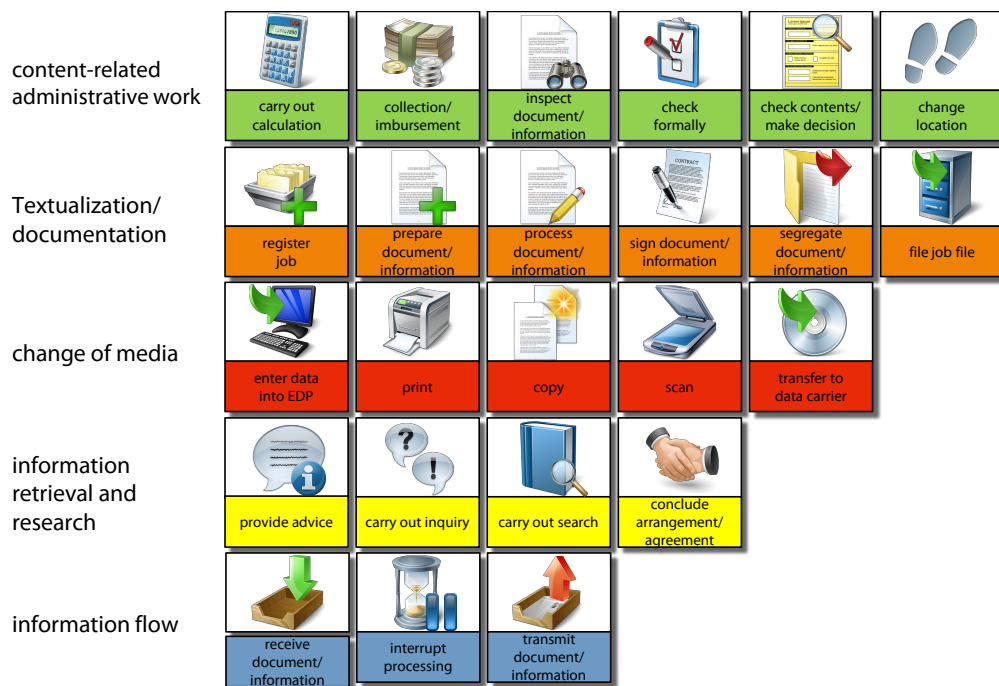 content-related
administrative work
carry out
calculation
collection/
imbursement
inspect
document/
information
check
formally
check contents/
make decision
change
location
Textualization/
documentation
register
job
prepare
document/
information
process
document/
information
CONTRACT
sign document/
information
segregate
document/
information
file job file
change of media
enter data
into EDP
print
copy
scan
transfer to
data carrier
information
retrieval and
research
provide advice
carry out inquiry
carry out search
conclude
arrangement/
agreement
information flow
receive
document/
information
interrupt
processing
transmit
document/
information